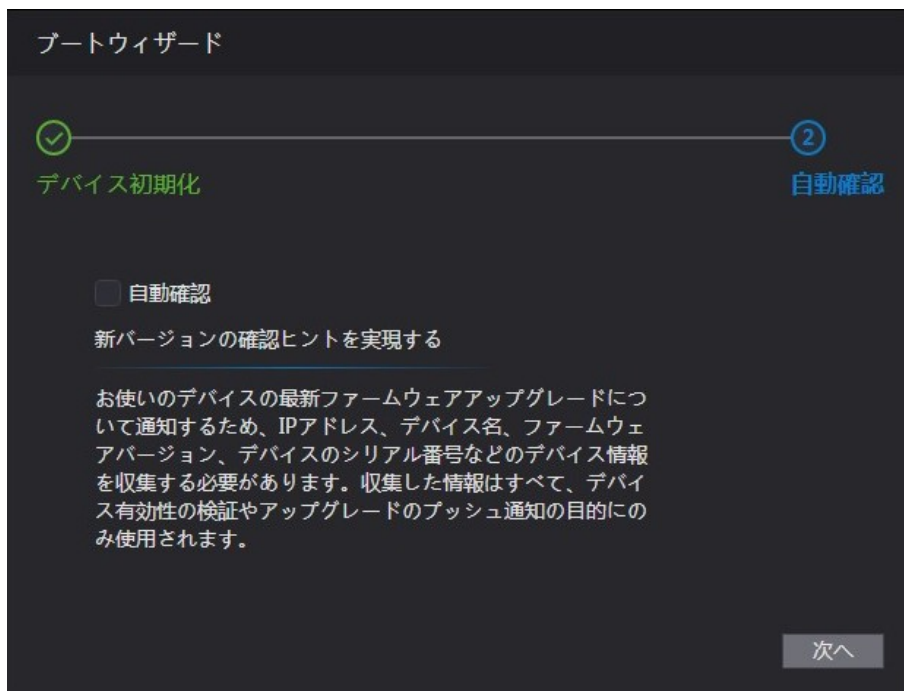 ブートウィザード
2
デバイス初期化
自動確認
自動確認
新バージョンの確認ヒントを実現する
お使いのデバイスの最新ファームウェアアップグレードにつ
いて通知するため、IPアドレス、デバイス名、ファームウェ
アバージョン、デバイスのシリアル番号などのデバイス情報
を収集する必要があります。収集した情報はすべて、デバイ
ス有効性の検証やアップグレードのプッシュ通知の目的にの
み使用されます。
次へ